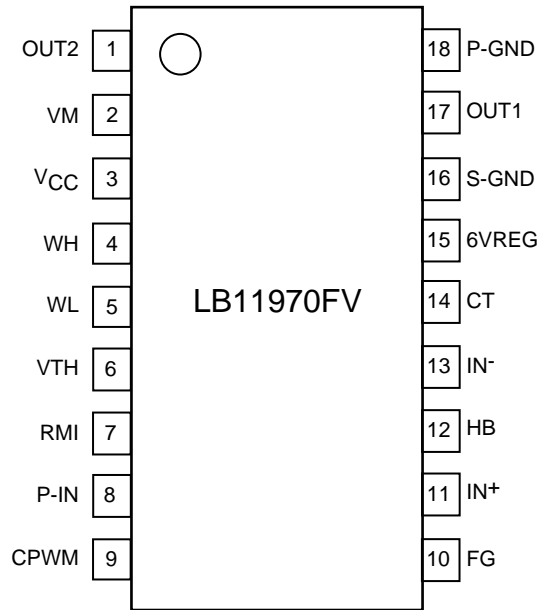 OUT2 1 18 P-GND
VM 2 17 OUT1
VCC 3 16 S-GND
WH 4 15 6VREG
WL 5 LB11970FV 14 CT
VTH 6 13 IN-
RMI 7 12 HB
P-IN 8 11 IN+
CPWM 9 10 FG